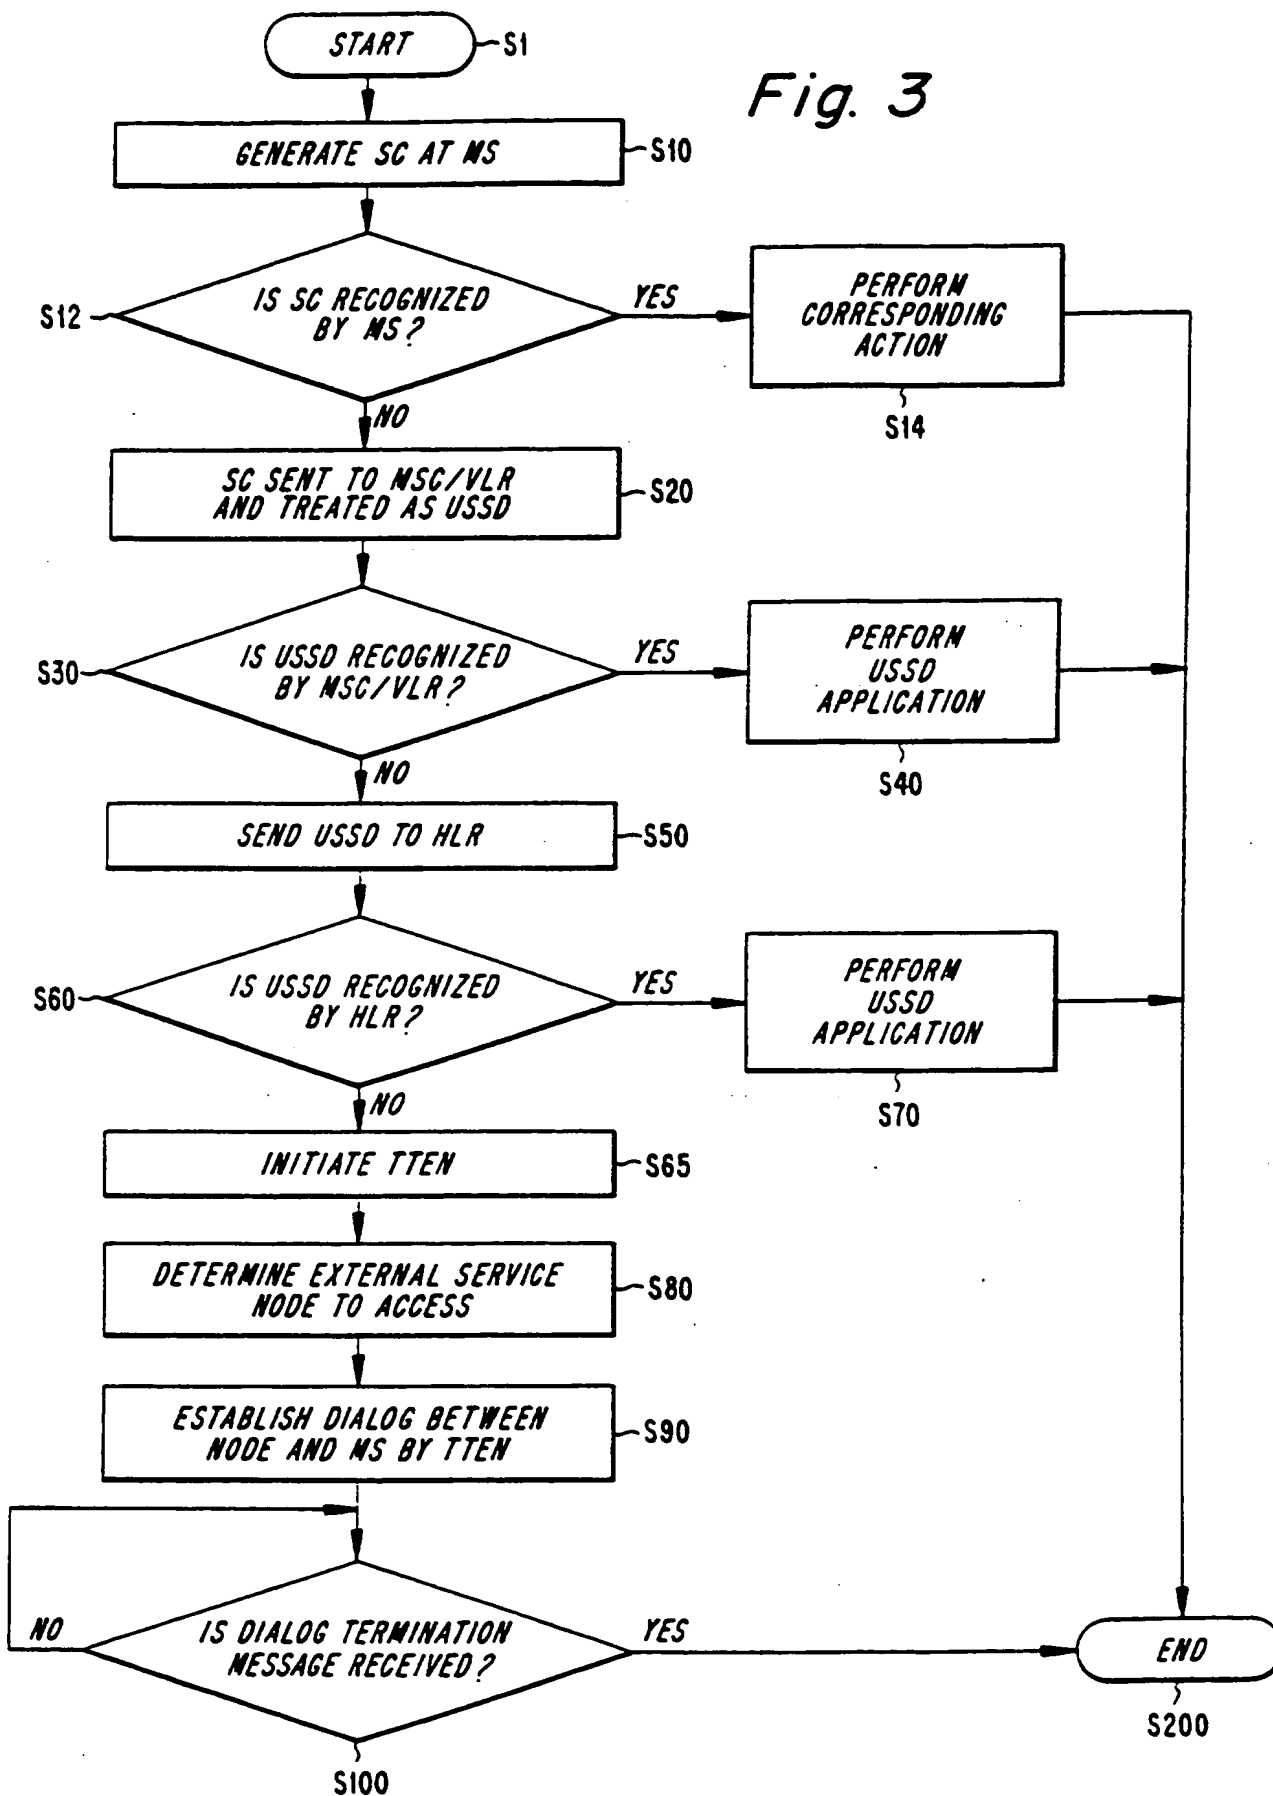 START
S1
Fig. 3
GENERATE SC AT MS
S10
IS SC RECOGNIZED
BY MS?
S12
YES
PERFORM
CORRESPONDING
ACTION
S14
NO
SC SENT TO MSC/VLR
AND TREATED AS USSD
S20
IS USSD RECOGNIZED
BY MSC/VLR?
S30
YES
PERFORM
USSD
APPLICATION
S40
NO
SEND USSD TO HLR
S50
IS USSD RECOGNIZED
BY HLR?
S60
YES
PERFORM
USSD
APPLICATION
S70
NO
INITIATE TTEN
S65
DETERMINE EXTERNAL SERVICE
NODE TO ACCESS
S80
ESTABLISH DIALOG BETWEEN
NODE AND MS BY TTEN
S90
NO
IS DIALOG TERMINATION
MESSAGE RECEIVED?
YES
END
S200
S100